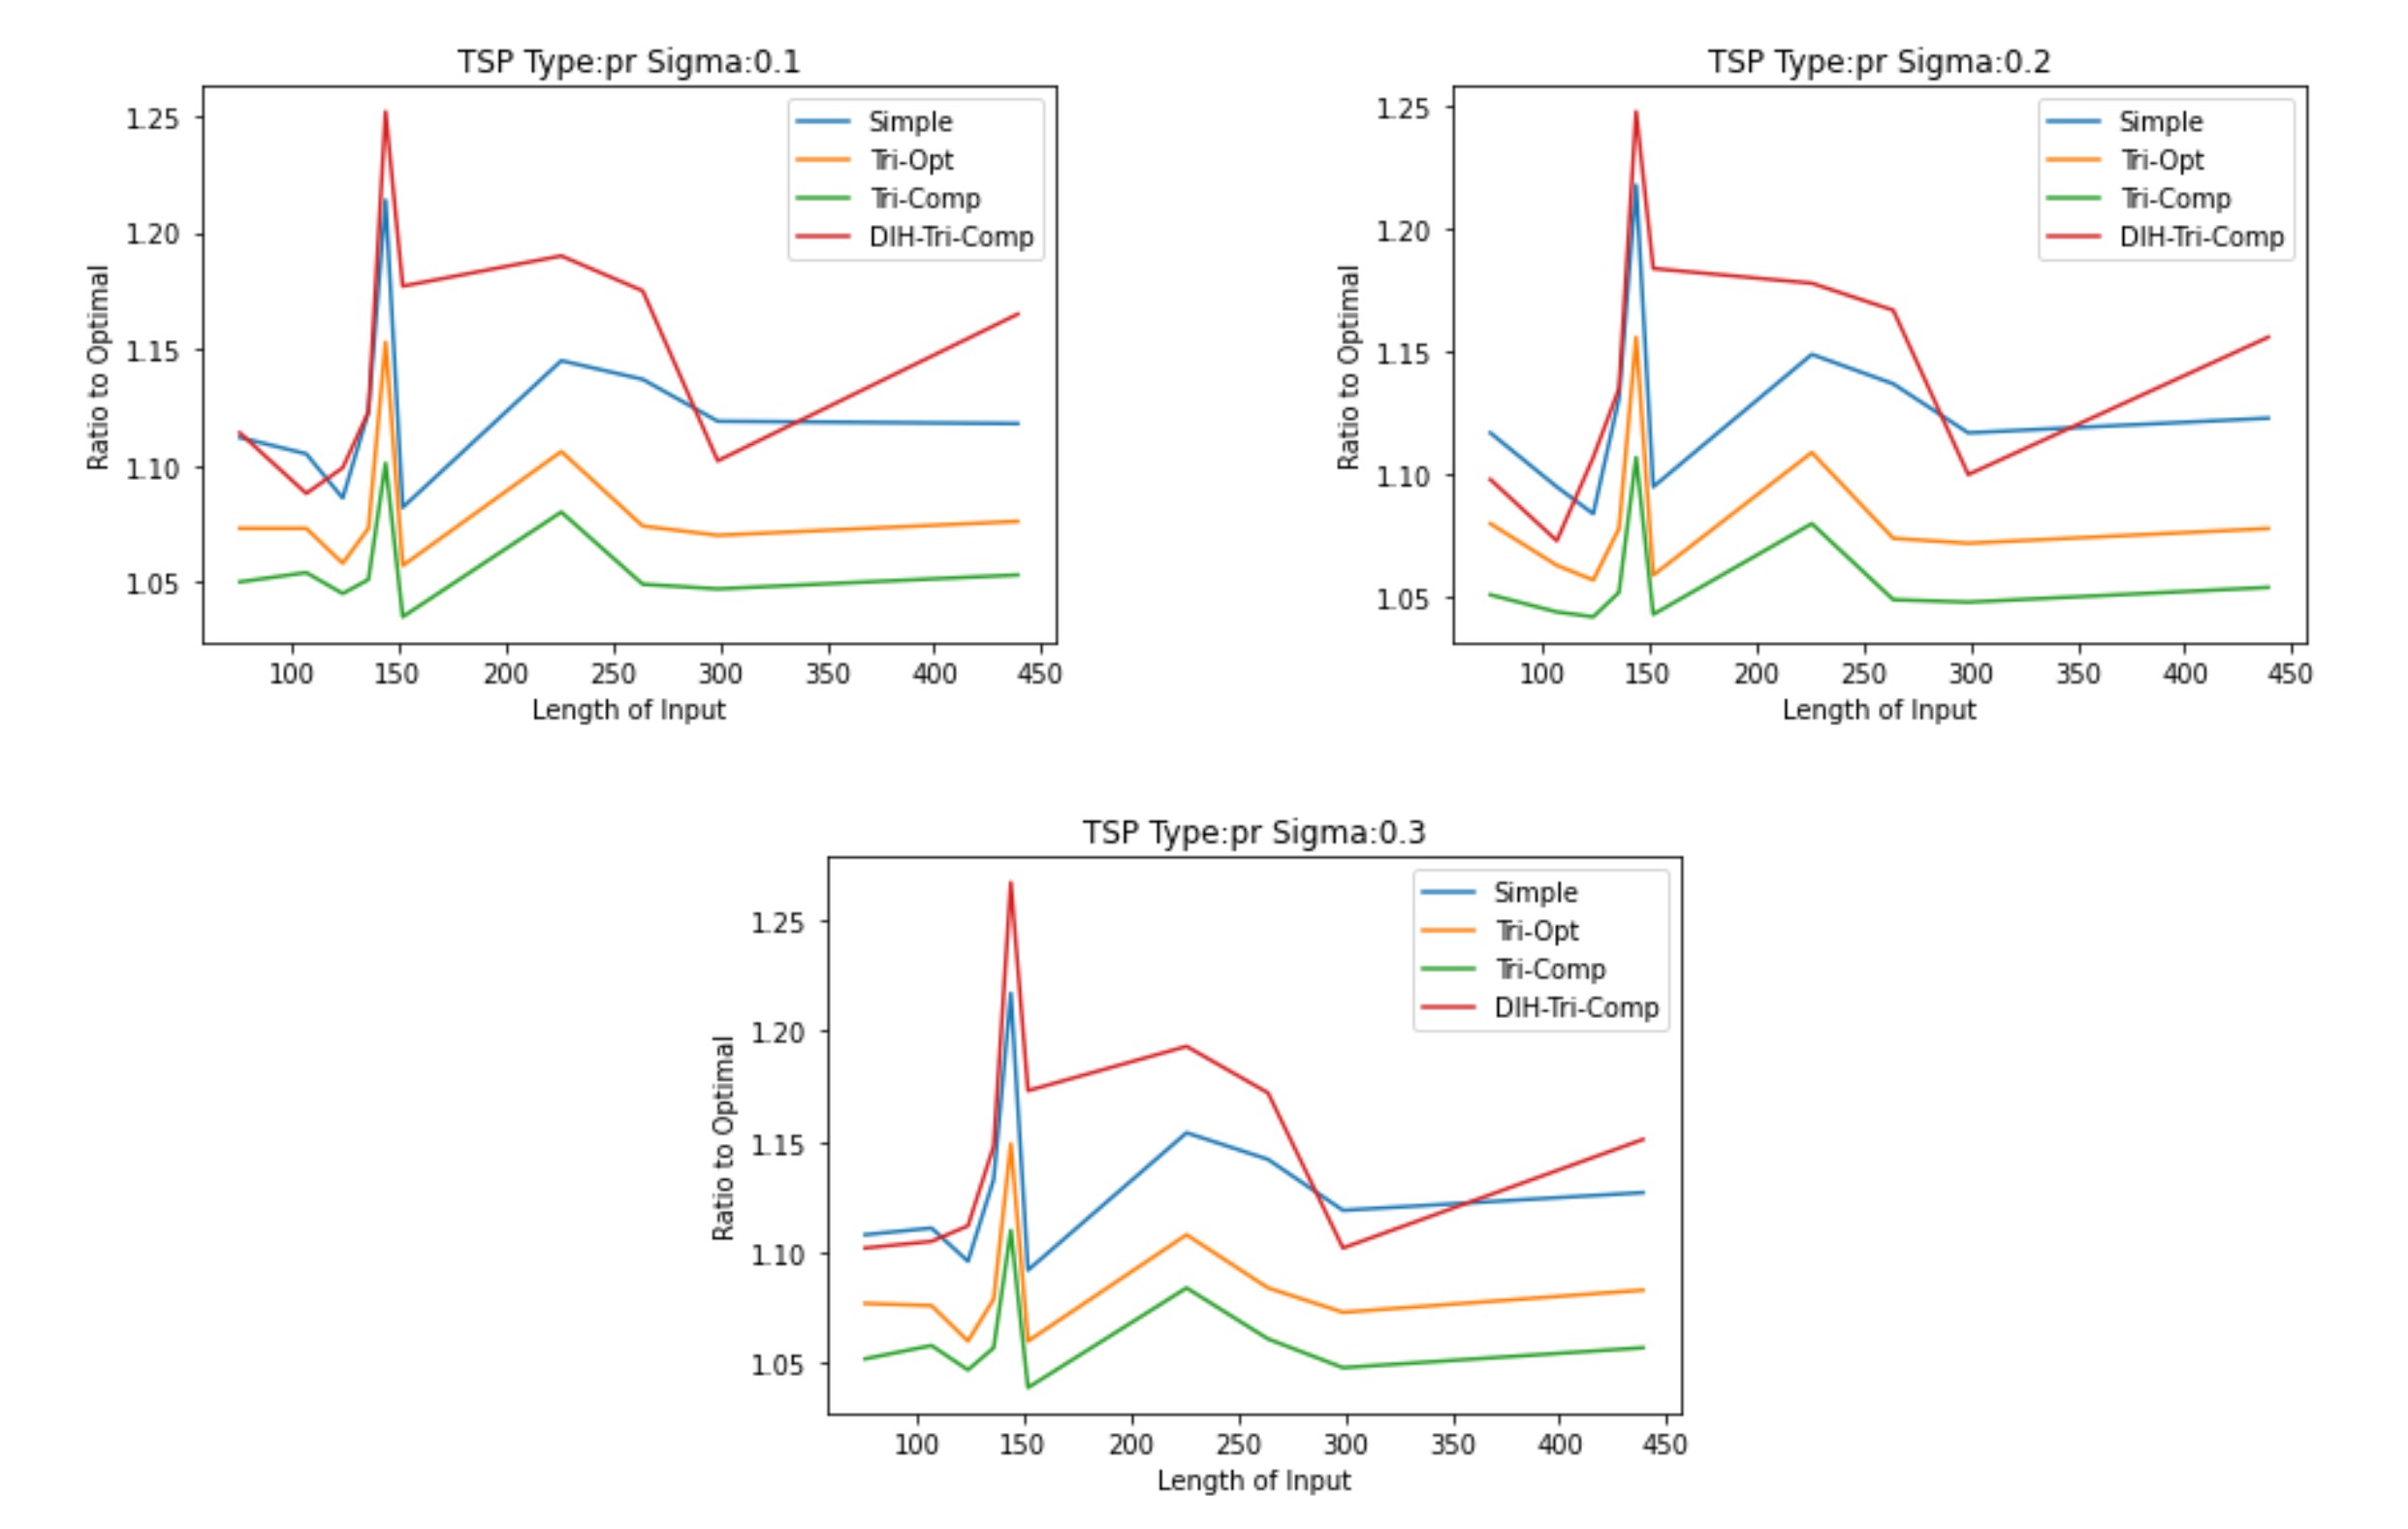 TSP Type:pr Sigma:0.1
1.25
1.20
1.15
1.10
1.05
Ratio to Optimal
Simple
Tri-Opt
Tri-Comp
DIH-Tri-Comp
100 150 200 250 300 350 400 450
Length of Input
TSP Type:pr Sigma:0.2
1.25
1.20
1.15
1.10
1.05
Ratio to Optimal
Simple
Tri-Opt
Tri-Comp
DIH-Tri-Comp
100 150 200 250 300 350 400 450
Length of Input
TSP Type:pr Sigma:0.3
1.25
1.20
1.15
1.10
1.05
Ratio to Optimal
Simple
Tri-Opt
Tri-Comp
DIH-Tri-Comp
100 150 200 250 300 350 400 450
Length of Input